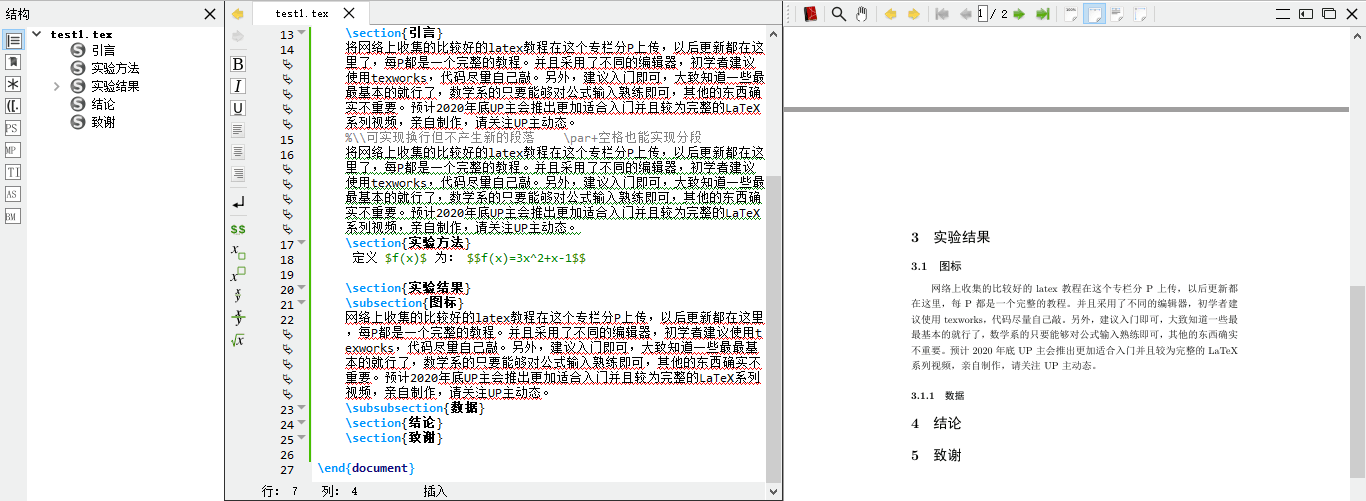 结构
test1.tex
引言
实验方法
实验结果
结论
致谢
PS
MP
TI
AS
BM
test1.tex
B
I
U
$$
13 \section{引言}
14 将网络上收集的比较好的latex教程在这个专栏分P上传，以后更新都在这
里了，每P都是一个完整的教程。并且采用了不同的编辑器，初学者建议
使用texworks，代码尽量自己敲。另外，建议入门即可，大致知道一些最
最基本的就行了，数学系的只要能够对公式输入熟练即可，其他的东西确
实不重要。预计2020年底UP主会推出更加适合入门并且较为完整的LaTeX
系列视频，亲自制作，请关注UP主动态。
15 %\\可实现换行但不产生新的段落 \par+空格也能实现分段
16 将网络上收集的比较好的latex教程在这个专栏分P上传，以后更新都在这
里了，每P都是一个完整的教程。并且采用了不同的编辑器，初学者建议
使用texworks，代码尽量自己敲。另外，建议入门即可，大致知道一些最
最基本的就行了，数学系的只要能够对公式输入熟练即可，其他的东西确
实不重要。预计2020年底UP主会推出更加适合入门并且较为完整的LaTeX
系列视频，亲自制作，请关注UP主动态。
17 \section{实验方法}
18 定义 $f(x)$ 为： $$f(x)=3x^2+x-1$$
19
20 \section{实验结果}
21 \subsection{图标}
22 网络上收集的比较好的latex教程在这个专栏分P上传，以后更新都在这里
，每P都是一个完整的教程。并且采用了不同的编辑器，初学者建议使用t
exworks，代码尽量自己敲。另外，建议入门即可，大致知道一些最最基
本的就行了，数学系的只要能够对公式输入熟练即可，其他的东西确实不
重要。预计2020年底UP主会推出更加适合入门并且较为完整的LaTeX系列
视频，亲自制作，请关注UP主动态。
23 \subsubsection{数据}
24 \section{结论}
25 \section{致谢}
26
27 \end{document}
行： 7 列： 4 插入
1 / 2
3 实验结果
3.1 图标
网络上收集的比较好的 latex 教程在这个专栏分 P 上传，以后更新都
在这里，每 P 都是一个完整的教程。并且采用了不同的编辑器，初学者建
议使用 texworks，代码尽量自己敲。另外，建议入门即可，大致知道一些最
最基本的就行了，数学系的只要能够对公式输入熟练即可，其他的东西确实
不重要。预计 2020 年底 UP 主会推出更加适合入门并且较为完整的 LaTeX
系列视频，亲自制作，请关注 UP 主动态。
3.1.1 数据
4 结论
5 致谢